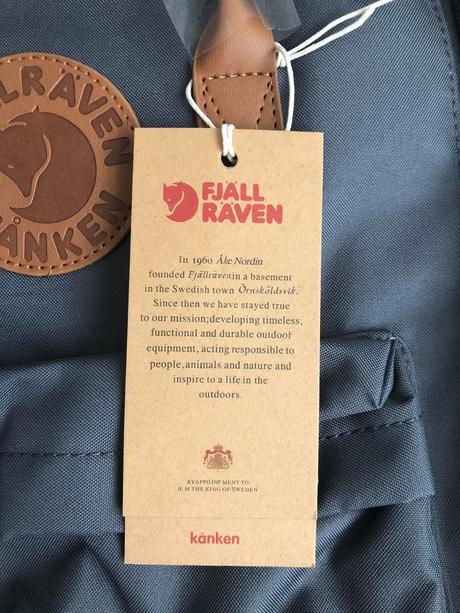 FJÄLLRÄVEN
KÅNKEN
FJÄLL
RÄVEN
In 1960 Åke Nordin
founded Fjällräven in a basement
in the Swedish town Örnsköldsvik.
Since then we have stayed true
to our mission;developing timeless,
functional and durable outdoor
equipment, acting responsible to
people,animals and nature and
inspire to a life in the
outdoors.
BY APPOINTMENT TO
H.M THE KING OF SWEDEN
kånken